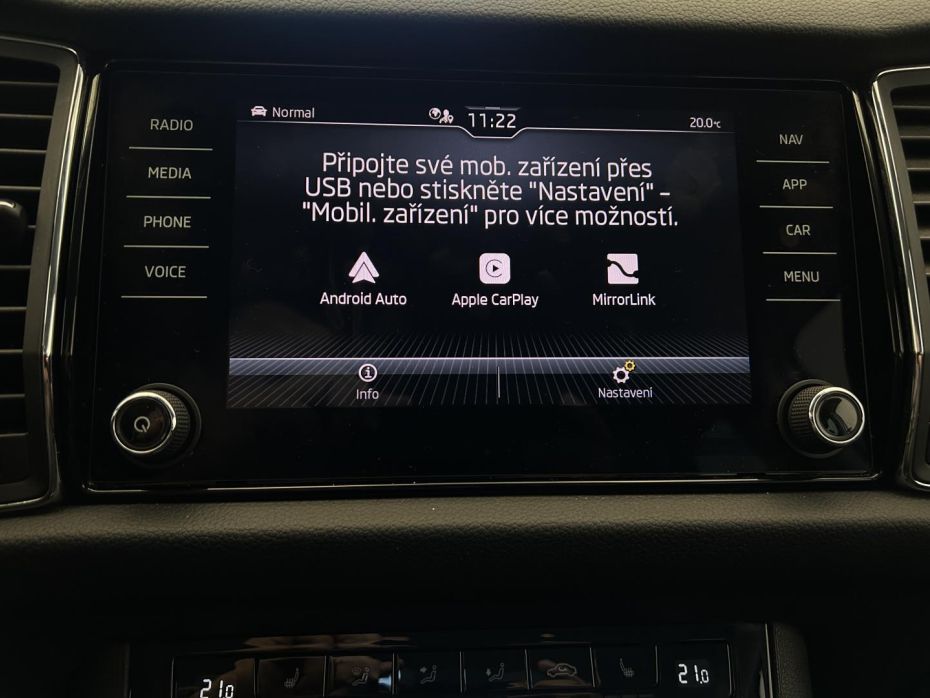 Normal
11:22
20.0°C
RADIO
MEDIA
PHONE
VOICE
Připojte své mob. zařízení přes
USB nebo stiskněte "Nastavení" –
"Mobil. zařízení" pro více možností.
Android Auto
Apple CarPlay
MirrorLink
Info
Nastavení
NAV
APP
CAR
MENU
21.0
21.0